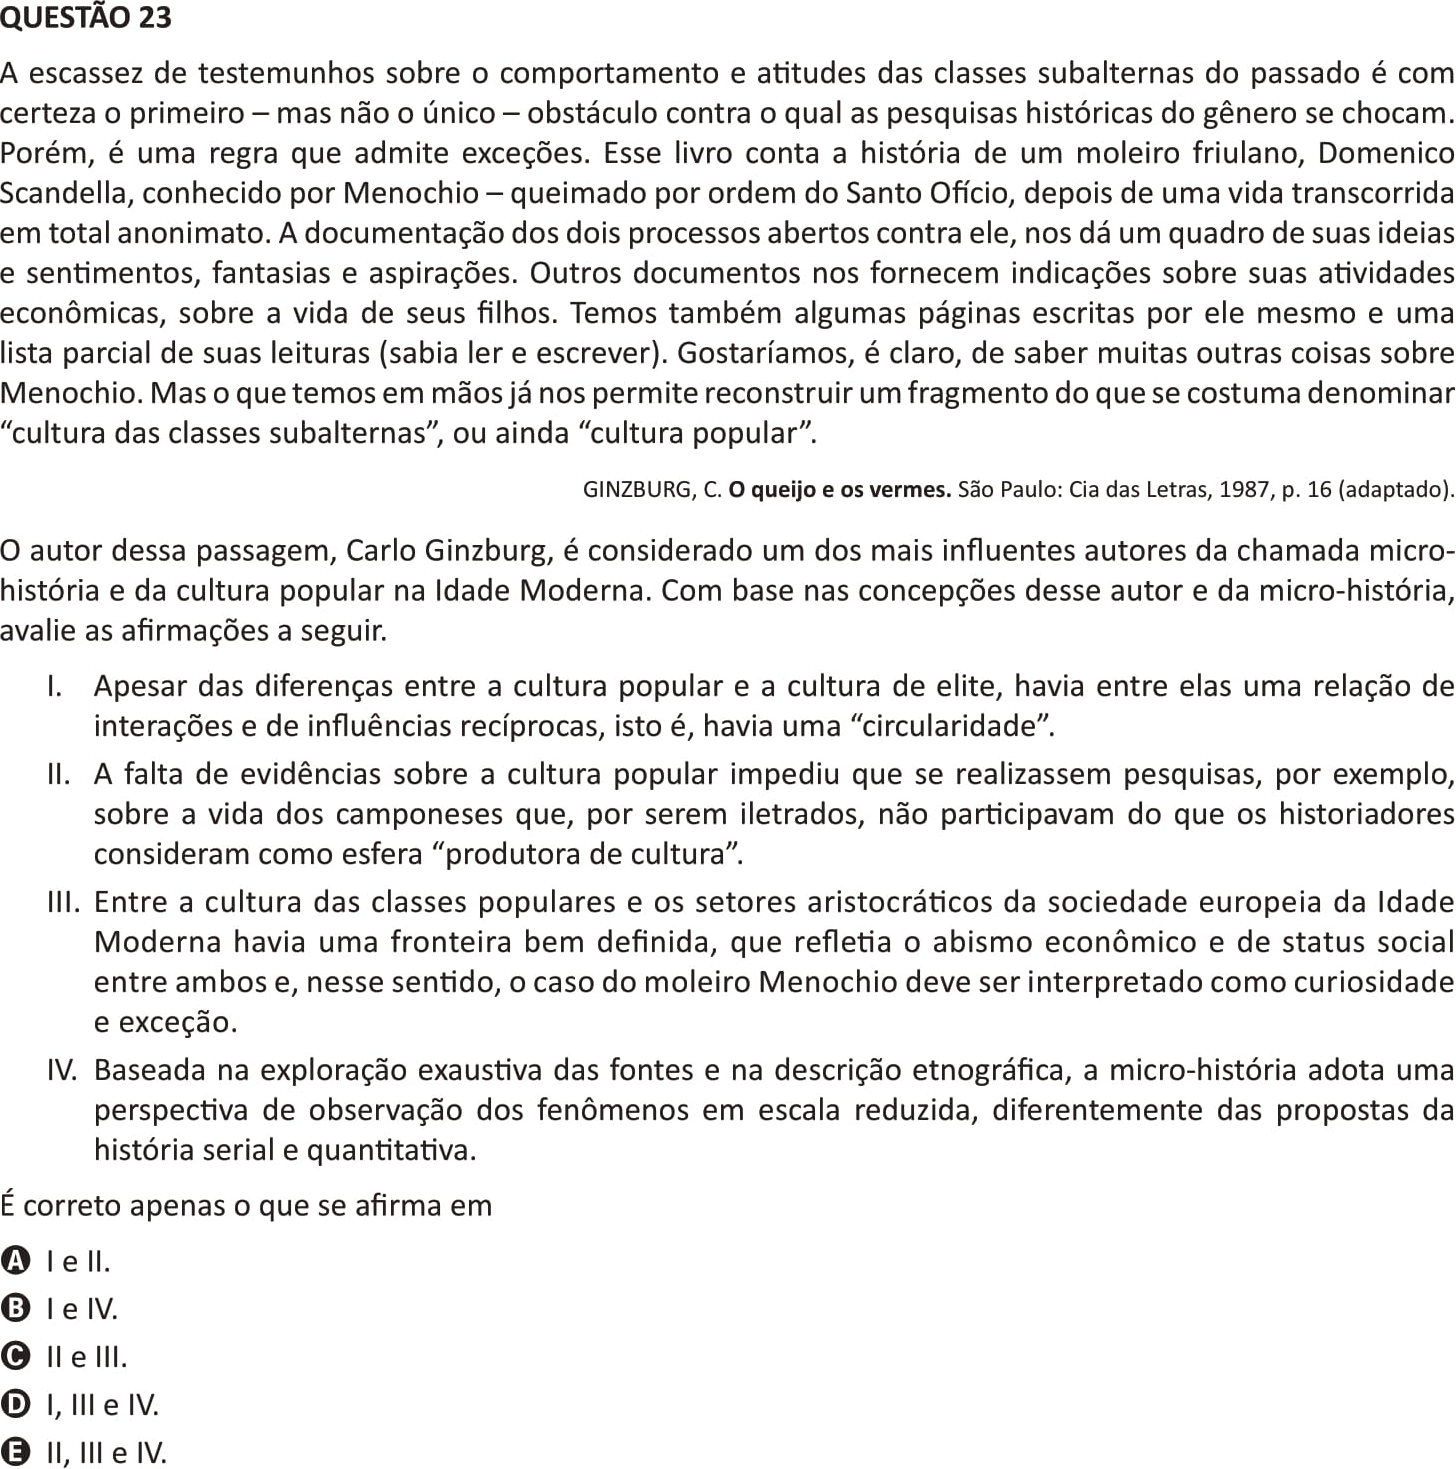 QUESTÃO 23
A escassez de testemunhos sobre o comportamento e atitudes das classes subalternas do passado é com
certeza o primeiro – mas não o único – obstáculo contra o qual as pesquisas históricas do gênero se chocam.
Porém, é uma regra que admite exceções. Esse livro conta a história de um moleiro friulano, Domenico
Scandella, conhecido por Menochio – queimado por ordem do Santo Ofício, depois de uma vida transcorrida
em total anonimato. A documentação dos dois processos abertos contra ele, nos dá um quadro de suas ideias
e sentimentos, fantasias e aspirações. Outros documentos nos fornecem indicações sobre suas atividades
econômicas, sobre a vida de seus filhos. Temos também algumas páginas escritas por ele mesmo e uma
lista parcial de suas leituras (sabia ler e escrever). Gostaríamos, é claro, de saber muitas outras coisas sobre
Menochio. Mas o que temos em mãos já nos permite reconstruir um fragmento do que se costuma denominar
“cultura das classes subalternas”, ou ainda “cultura popular”.
GINZBURG, C. O queijo e os vermes. São Paulo: Cia das Letras, 1987, p. 16 (adaptado).
O autor dessa passagem, Carlo Ginzburg, é considerado um dos mais influentes autores da chamada micro-
história e da cultura popular na Idade Moderna. Com base nas concepções desse autor e da micro-história,
avalie as afirmações a seguir.
I. Apesar das diferenças entre a cultura popular e a cultura de elite, havia entre elas uma relação de
interações e de influências recíprocas, isto é, havia uma “circularidade”.
II. A falta de evidências sobre a cultura popular impediu que se realizassem pesquisas, por exemplo,
sobre a vida dos camponeses que, por serem iletrados, não participavam do que os historiadores
consideram como esfera “produtora de cultura”.
III. Entre a cultura das classes populares e os setores aristocráticos da sociedade europeia da Idade
Moderna havia uma fronteira bem definida, que refletia o abismo econômico e de status social
entre ambos e, nesse sentido, o caso do moleiro Menochio deve ser interpretado como curiosidade
e exceção.
IV. Baseada na exploração exaustiva das fontes e na descrição etnográfica, a micro-história adota uma
perspectiva de observação dos fenômenos em escala reduzida, diferentemente das propostas da
história serial e quantitativa.
É correto apenas o que se afirma em
A I e II.
B I e IV.
C II e III.
D I, III e IV.
E II, III e IV.